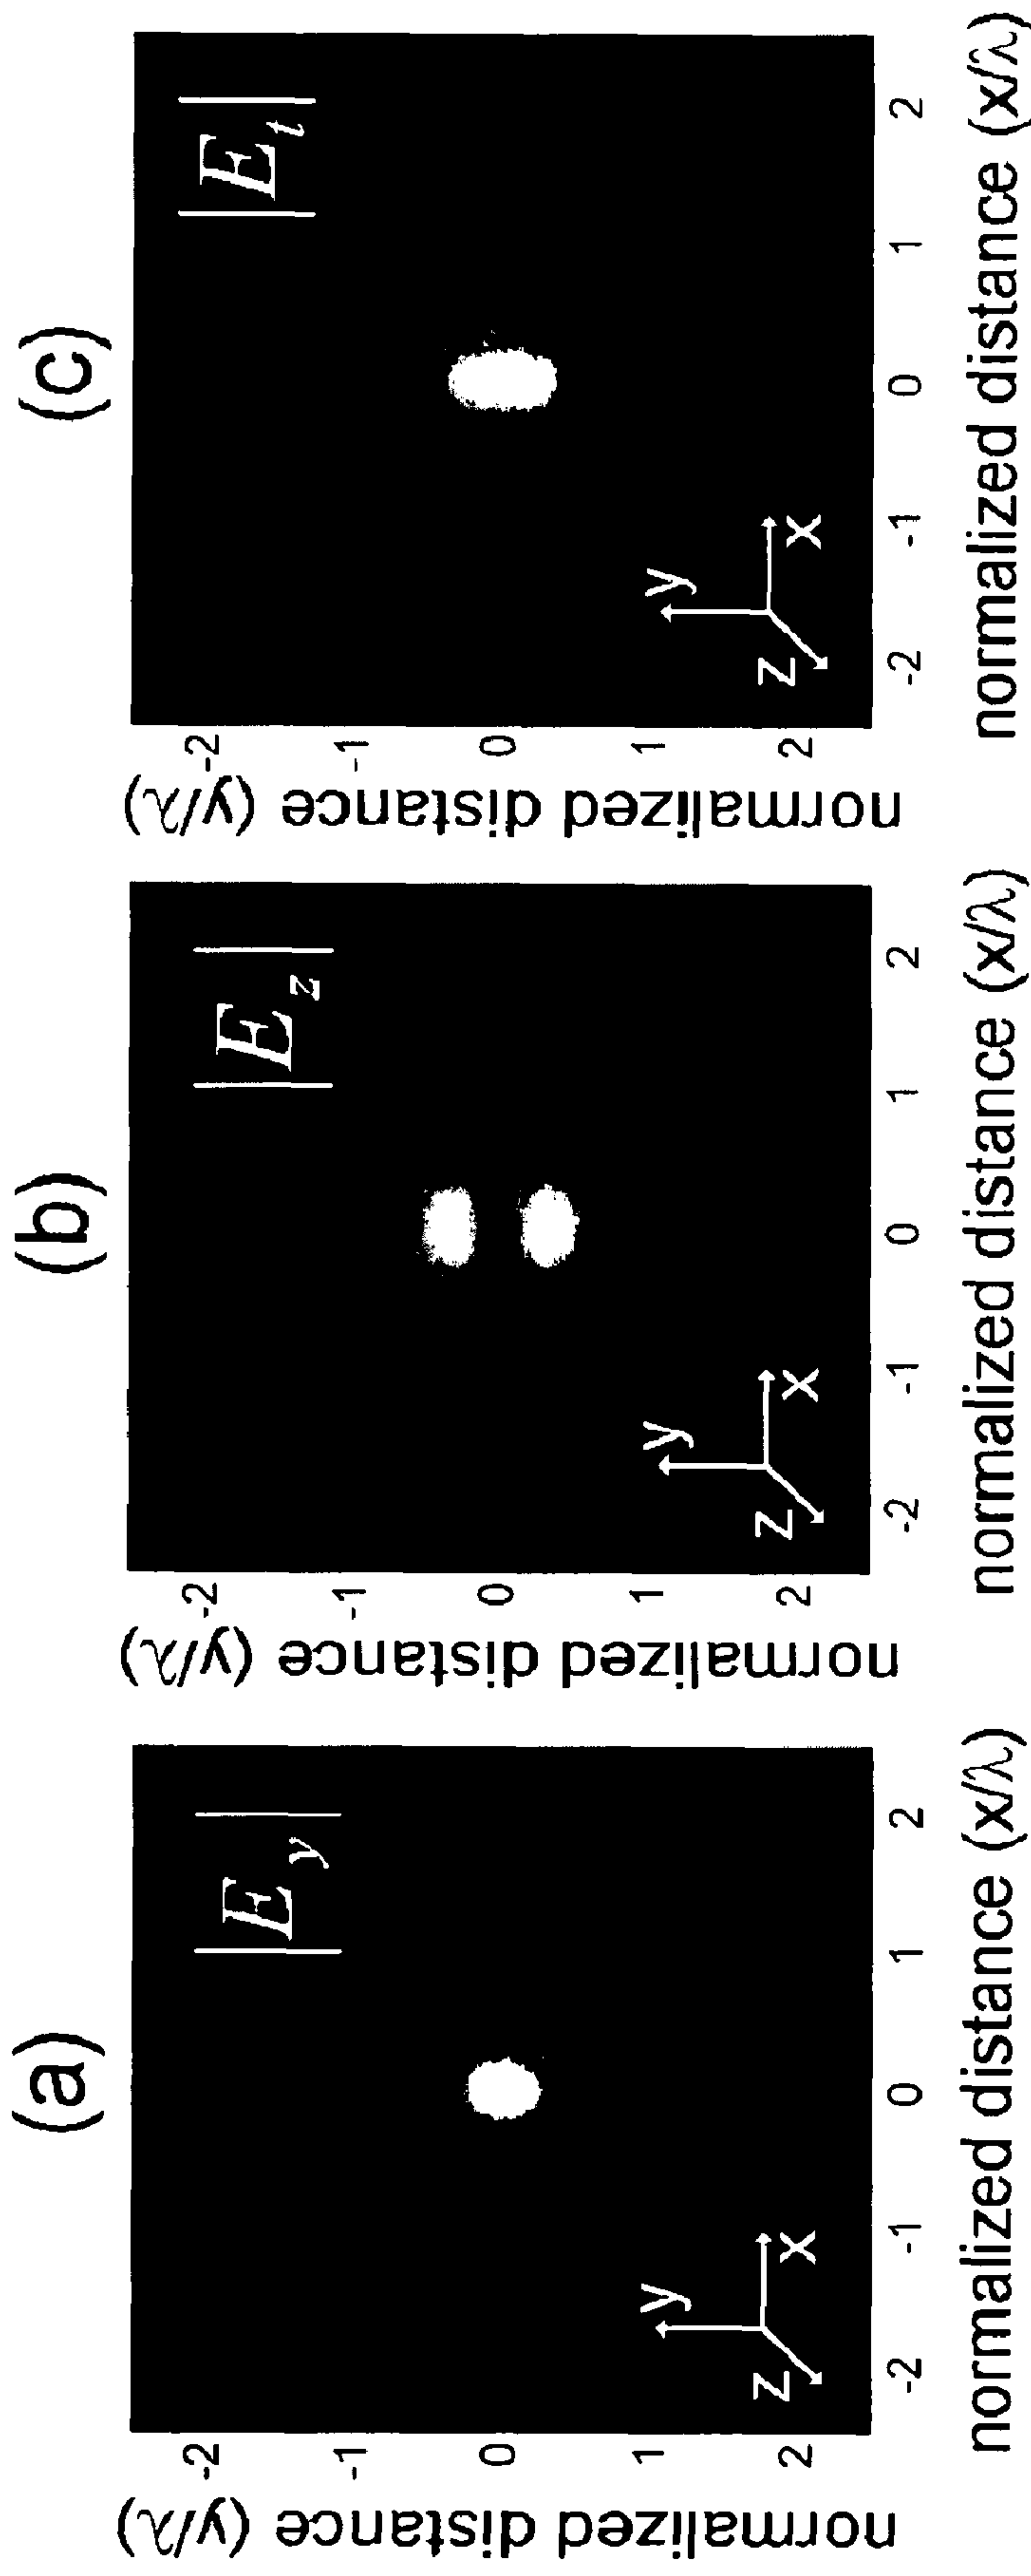 (a)
|E_y|
y
z
x
-2
-1
0
1
2
normalized distance (y/λ)
-2 -1 0 1 2
normalized distance (x/λ)
(b)
|E_z|
y
z
x
-2
-1
0
1
2
normalized distance (y/λ)
-2 -1 0 1 2
normalized distance (x/λ)
(c)
|E_t|
y
z
x
-2
-1
0
1
2
normalized distance (y/λ)
-2 -1 0 1 2
normalized distance (x/λ)